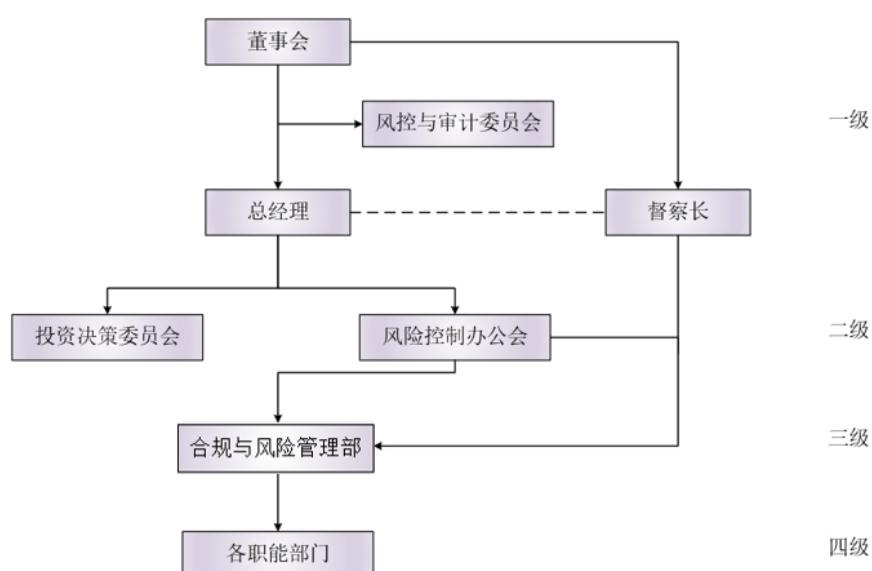 董事会
风控与审计委员会
一级
总经理
督察长
投资决策委员会
风险控制办公会
二级
合规与风险管理部
三级
各职能部门
四级